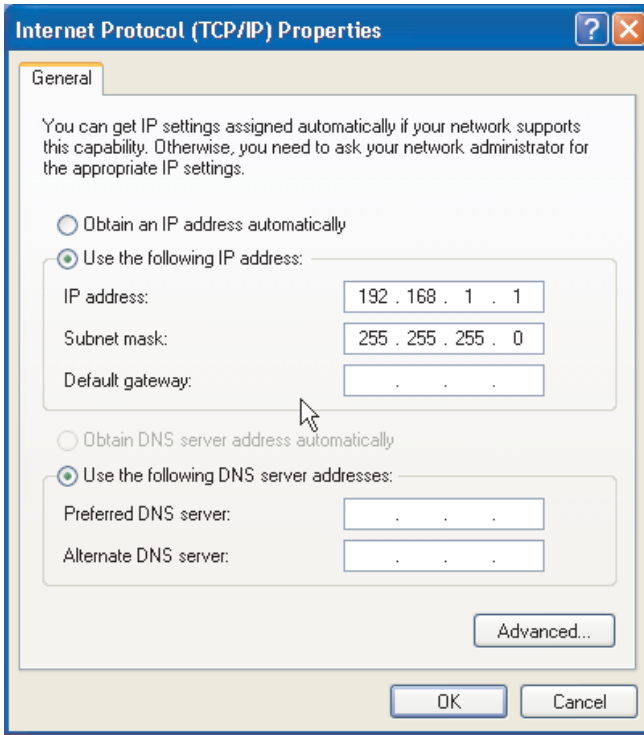 Internet Protocol (TCP/IP) Properties
General
You can get IP settings assigned automatically if your network supports
this capability. Otherwise, you need to ask your network administrator for
the appropriate IP settings.
Obtain an IP address automatically
Use the following IP address:
IP address: 192 . 168 . 1 . 1
Subnet mask: 255 . 255 . 255 . 0
Default gateway: . . .
Obtain DNS server address automatically
Use the following DNS server addresses:
Preferred DNS server: . . .
Alternate DNS server: . . .
Advanced...
OK Cancel